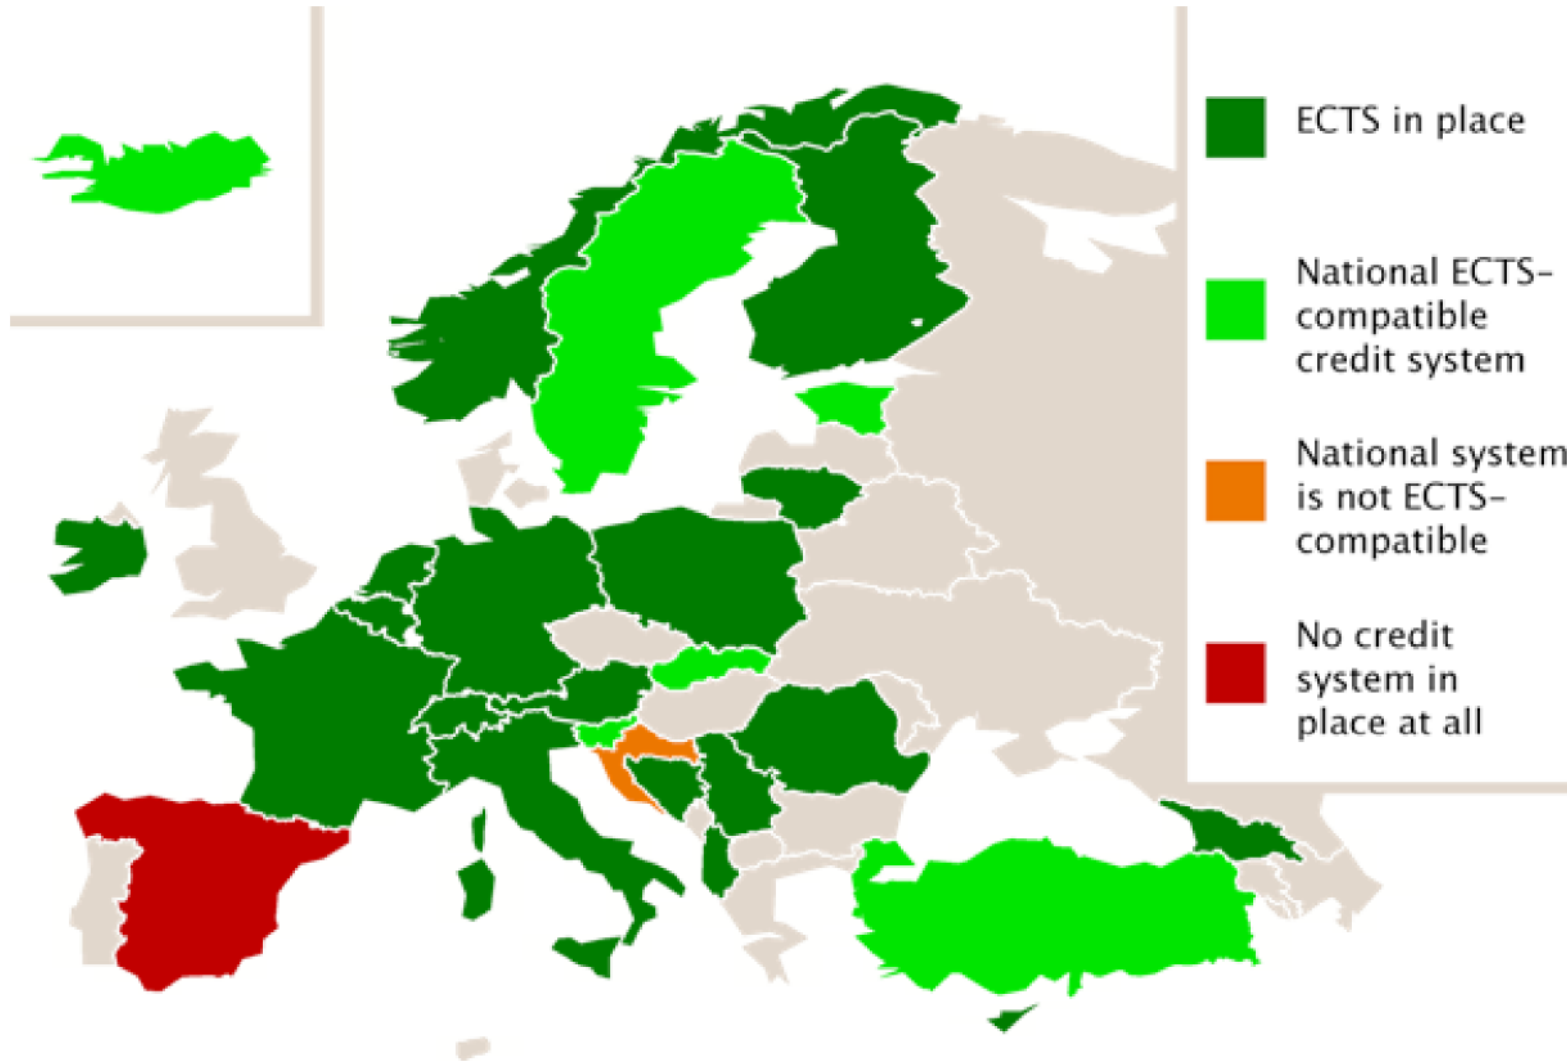 ECTS in place
National ECTS-
compatible
credit system
National system
is not ECTS-
compatible
No credit
system in
place at all